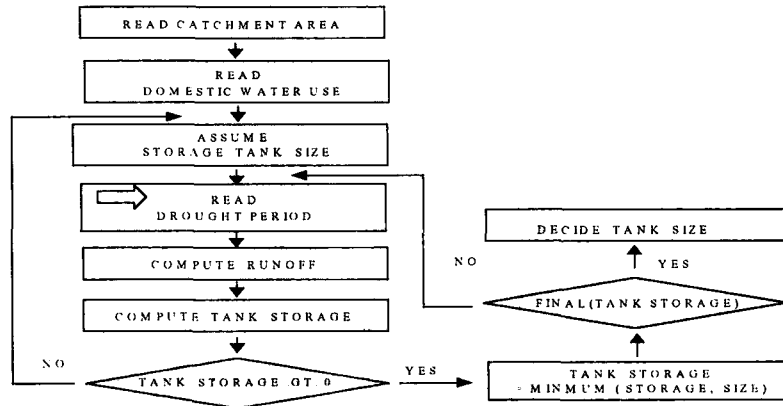 READ CATCHMENT AREA
READ
DOMESTIC WATER USE
ASSUME
STORAGE TANK SIZE
READ
DROUGHT PERIOD
COMPUTE RUNOFF
COMPUTE TANK STORAGE
NO
TANK STORAGE GT. 0
YES
TANK STORAGE
= MINMUM (STORAGE, SIZE)
FINAL(TANK STORAGE)
NO
YES
DECIDE TANK SIZE